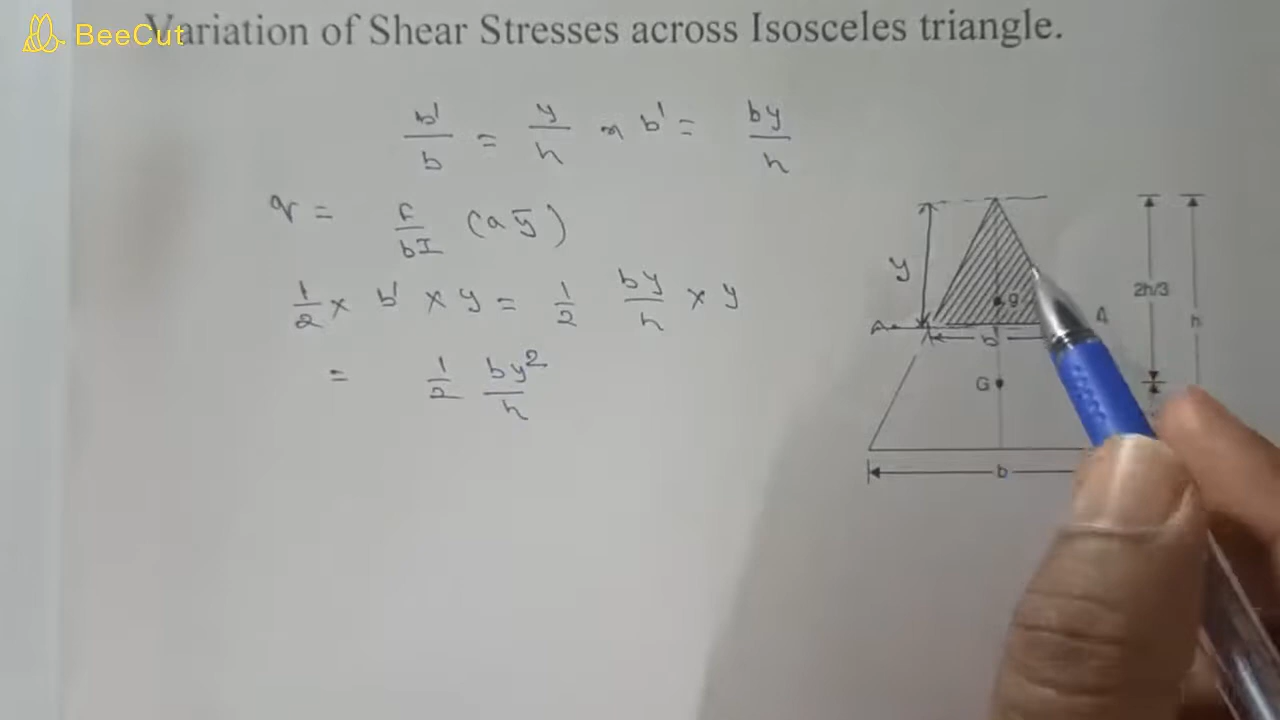 BeeCut
Variation of Shear Stresses across Isosceles triangle.
b' / b = y / h or b' = by / h
q = F / bI (a ȳ)
1/2 × b' × y = 1/2 by/h × y
= 1/2 by² / h
y
g
2h/3
h
A
A
b'
G
b